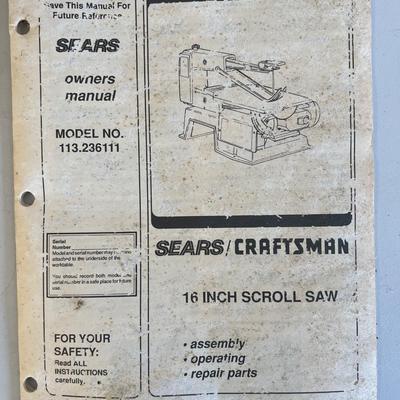 Save This Manual For
Future Reference
SEARS
owners
manual
MODEL NO.
113.236111
Serial
Number
Model and serial number may be
attached to the underside of the
worktable.
You should record both model and
serial number in a safe place for future
use.
FOR YOUR
SAFETY:
Read ALL
INSTRUCTIONS
carefully.
SEARS/CRAFTSMAN
16 INCH SCROLL SAW
• assembly
• operating
• repair parts